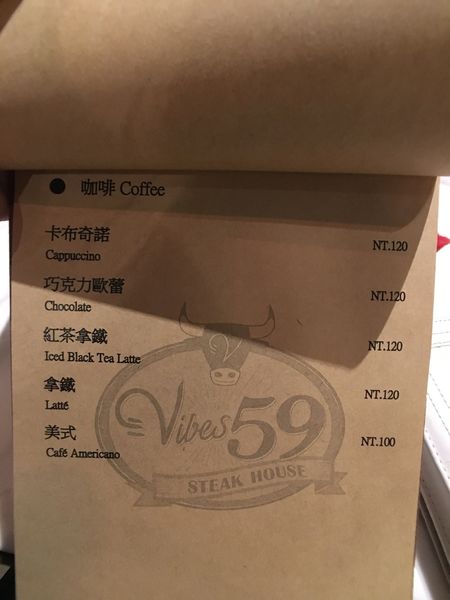 ● 咖啡 Coffee
卡布奇諾
Cappuccino
NT.120
巧克力歐蕾
Chocolate
NT.120
紅茶拿鐵
Iced Black Tea Latte
NT.120
拿鐵
Latté
NT.120
美式
Café Americano
NT.100
V
Vibes 59
STEAK HOUSE